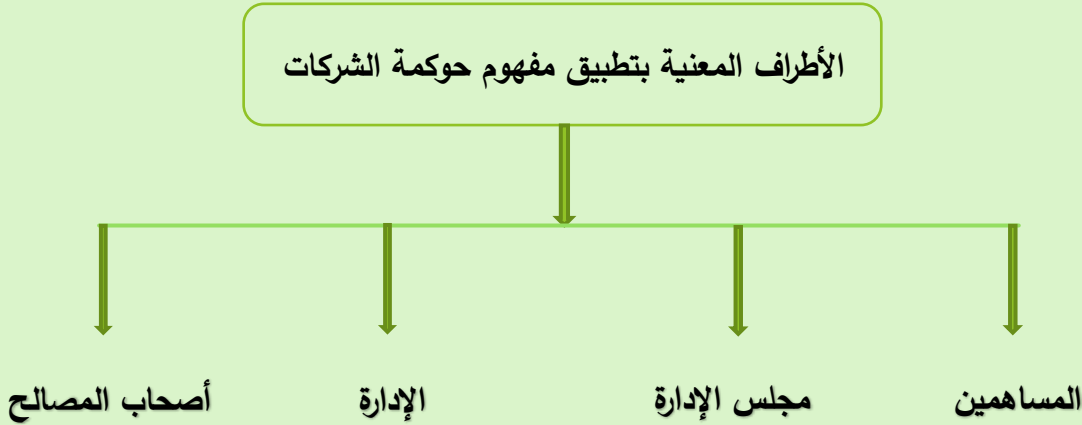 الأطراف المعنية بتطبيق مفهوم حوكمة الشركات
المساهمين
مجلس الإدارة
الإدارة
أصحاب المصالح